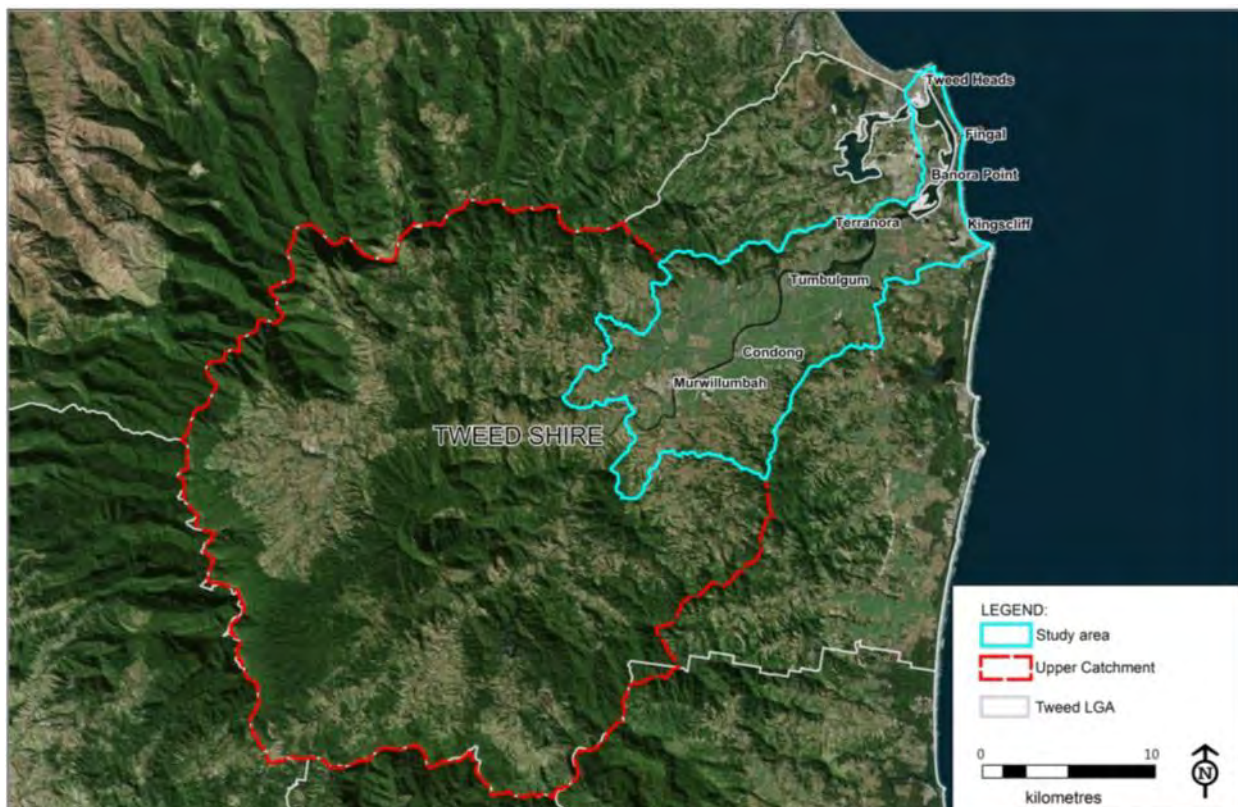 Tweed Heads
Fingal
Banora Point
Terranora
Kingscliff
Tumbulgum
Condong
Murwillumbah
TWEED SHIRE
LEGEND:
Study area
Upper Catchment
Tweed LGA
0 10
kilometres
N